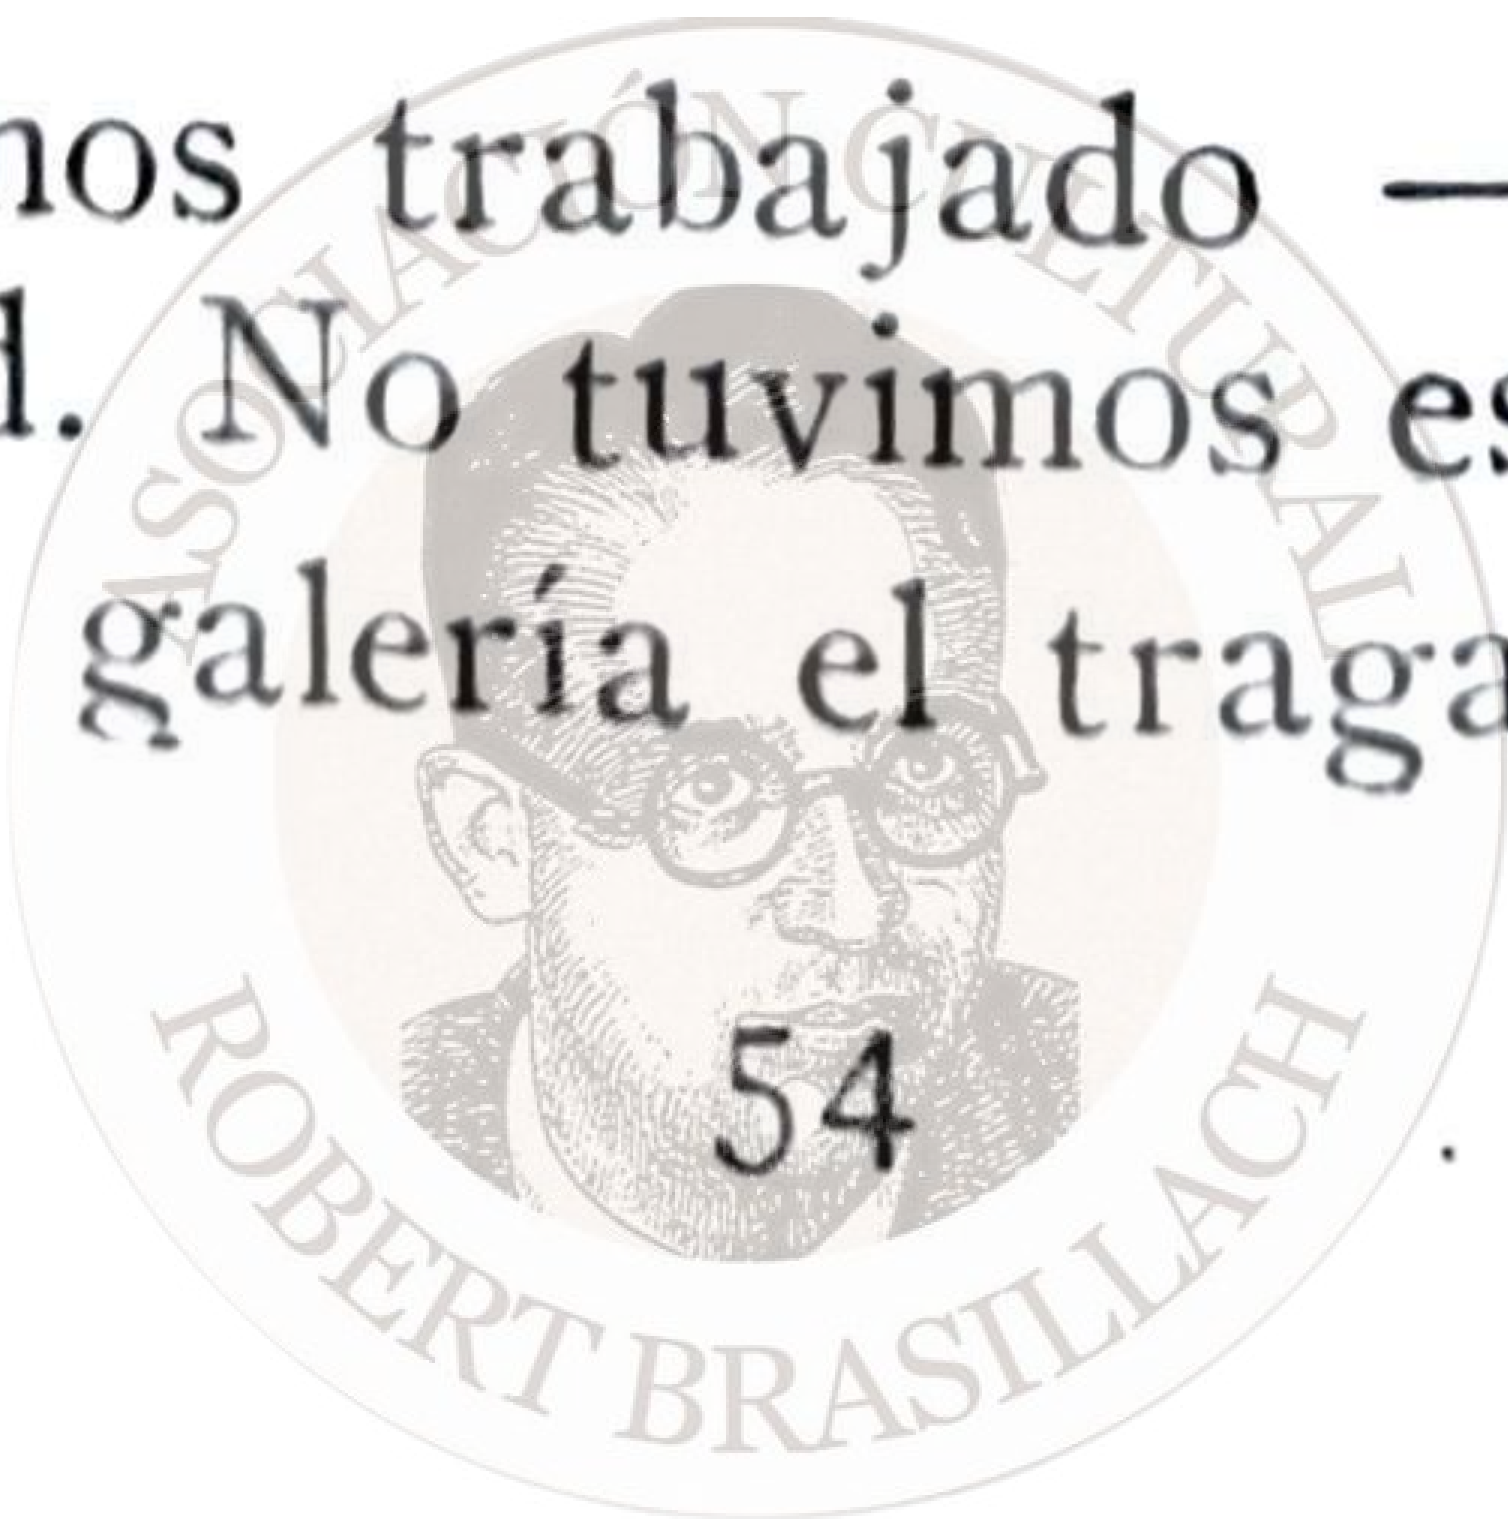 nos trabajado —
d. No tuvimos es
galería el traga
54
ASOCIACIÓN CULTURAL
ROBERT BRASILLACH